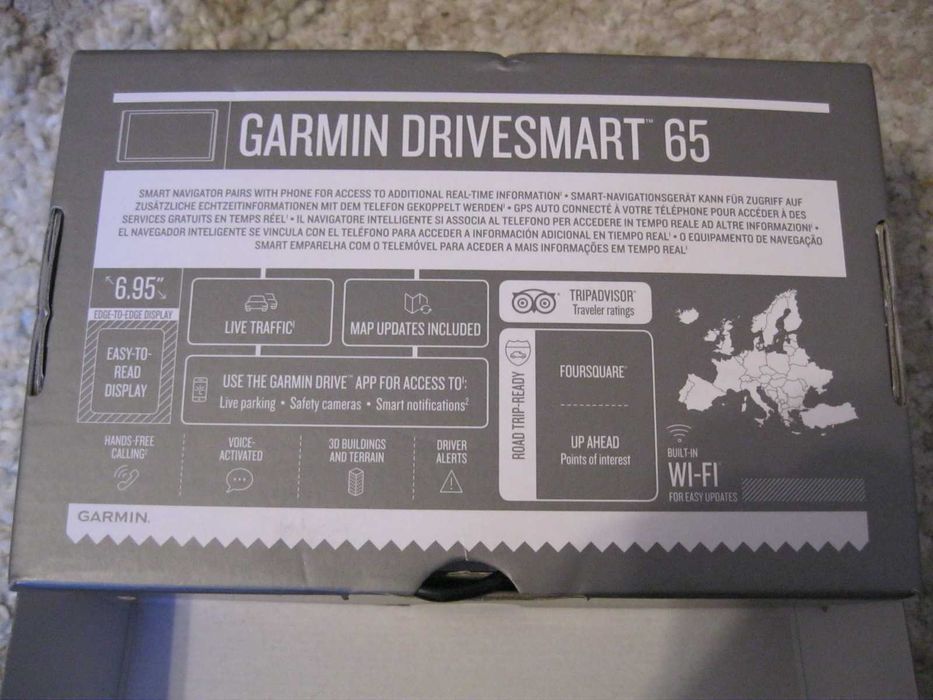 GARMIN DRIVESMART™ 65
SMART NAVIGATOR PAIRS WITH PHONE FOR ACCESS TO ADDITIONAL REAL-TIME INFORMATION¹ • SMART-NAVIGATIONSGERÄT KANN FÜR ZUGRIFF AUF
ZUSÄTZLICHE ECHTZEITINFORMATIONEN MIT DEM TELEFON GEKOPPELT WERDEN¹ • GPS AUTO CONNECTÉ À VOTRE TÉLÉPHONE POUR ACCÉDER À DES
SERVICES GRATUITS EN TEMPS RÉEL¹ • IL NAVIGATORE INTELLIGENTE SI ASSOCIA AL TELEFONO PER ACCEDERE IN TEMPO REALE AD ALTRE INFORMAZIONI¹ •
EL NAVEGADOR INTELIGENTE SE VINCULA CON EL TELÉFONO PARA ACCEDER A INFORMACIÓN ADICIONAL EN TIEMPO REAL¹ • O EQUIPAMENTO DE NAVEGAÇÃO
SMART EMPARELHA COM O TELEMÓVEL PARA ACEDER A MAIS INFORMAÇÕES EM TEMPO REAL¹
6.95"
EDGE-TO-EDGE DISPLAY
EASY-TO-
READ
DISPLAY
LIVE TRAFFIC¹
MAP UPDATES INCLUDED
USE THE GARMIN DRIVE™ APP FOR ACCESS TO¹:
Live parking • Safety cameras • Smart notifications²
HANDS-FREE
CALLING²
VOICE-
ACTIVATED
3D BUILDINGS
AND TERRAIN
DRIVER
ALERTS
TRIPADVISOR®
Traveler ratings
ROAD TRIP-READY
FOURSQUARE®
UP AHEAD
Points of interest
BUILT-IN
WI-FI®
FOR EASY UPDATES
GARMIN.